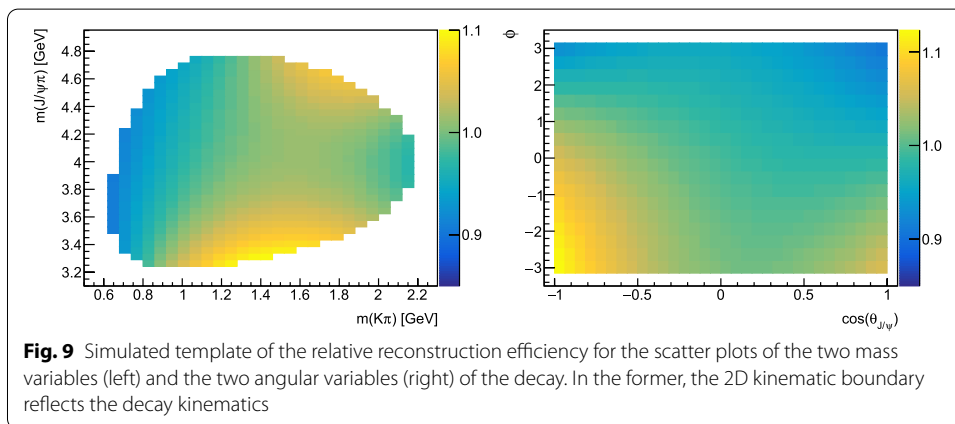 m(J/ψπ) [GeV]
4.8
4.6
4.4
4.2
4
3.8
3.6
3.4
3.2
0.6 0.8 1 1.2 1.4 1.6 1.8 2 2.2
m(Kπ) [GeV]
1.1
1.0
0.9
ϕ
3
2
1
0
−1
−2
−3
−1 −0.5 0 0.5 1
cos(θJ/ψ)
1.1
1.0
0.9
Fig. 9 Simulated template of the relative reconstruction efficiency for the scatter plots of the two mass
variables (left) and the two angular variables (right) of the decay. In the former, the 2D kinematic boundary
reflects the decay kinematics